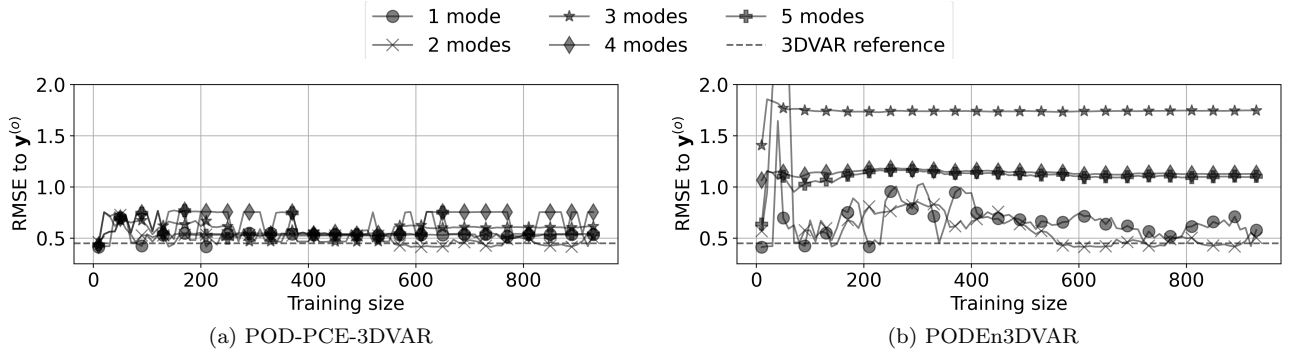 1 mode
2 modes
3 modes
4 modes
5 modes
3DVAR reference
RMSE to y^(o)
2.0
1.5
1.0
0.5
0 200 400 600 800
Training size
(a) POD-PCE-3DVAR
RMSE to y^(o)
2.0
1.5
1.0
0.5
0 200 400 600 800
Training size
(b) PODEn3DVAR